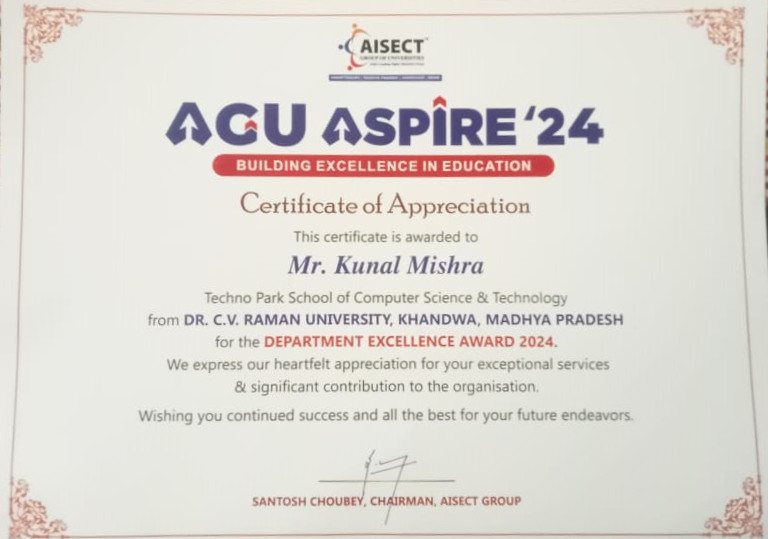 AISECT
GROUP OF UNIVERSITIES
AGU ASPIRE '24
BUILDING EXCELLENCE IN EDUCATION
Certificate of Appreciation
This certificate is awarded to
Mr. Kunal Mishra
Techno Park School of Computer Science & Technology
from DR. C.V. RAMAN UNIVERSITY, KHANDWA, MADHYA PRADESH
for the DEPARTMENT EXCELLENCE AWARD 2024.
We express our heartfelt appreciation for your exceptional services
& significant contribution to the organisation.
Wishing you continued success and all the best for your future endeavors.
SANTOSH CHOUBEY, CHAIRMAN, AISECT GROUP